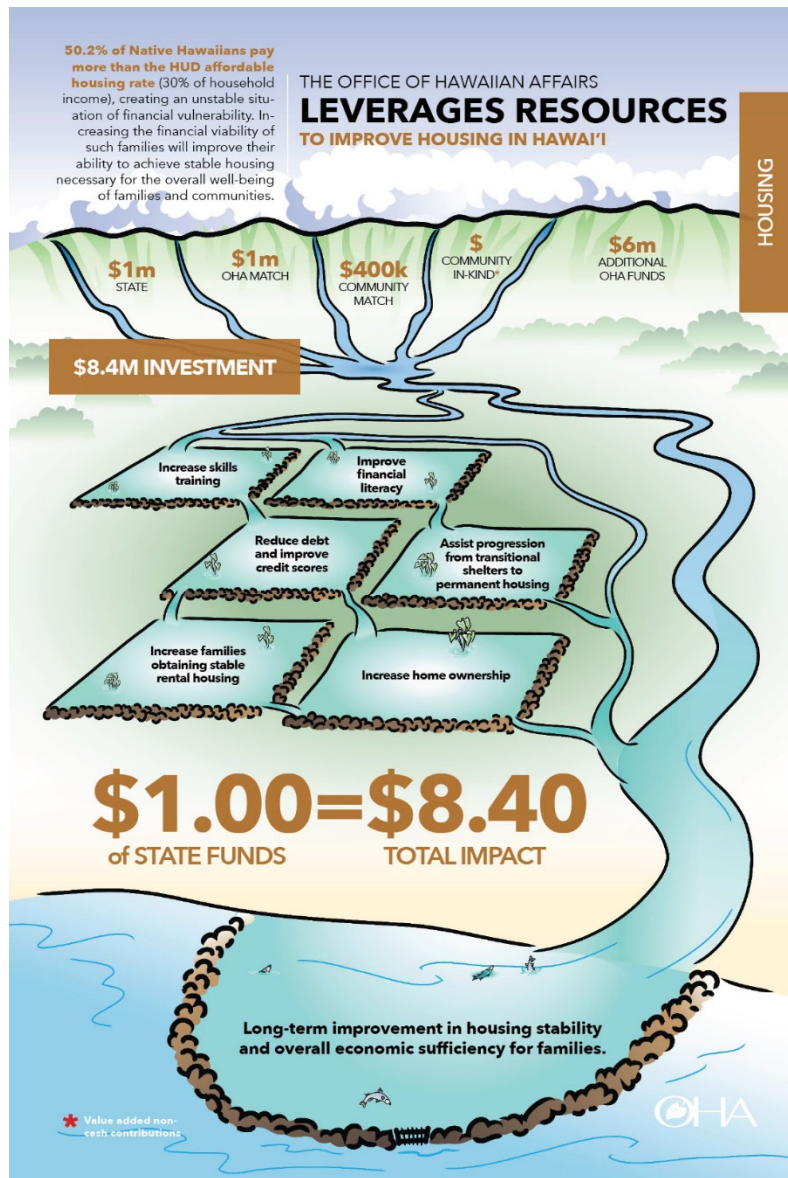 50.2% of Native Hawaiians pay
more than the HUD affordable
housing rate (30% of household
income), creating an unstable situ-
ation of financial vulnerability. In-
creasing the financial viability of
such families will improve their
ability to achieve stable housing
necessary for the overall well-being
of families and communities.
THE OFFICE OF HAWAIIAN AFFAIRS
LEVERAGES RESOURCES
TO IMPROVE HOUSING IN HAWAI'I
HOUSING
$1m
STATE
$1m
OHA MATCH
$400k
COMMUNITY
MATCH
$
COMMUNITY
IN-KIND*
$6m
ADDITIONAL
OHA FUNDS
$8.4M INVESTMENT
Increase skills
training
Improve
financial
literacy
Reduce debt
and improve
credit scores
Assist progression
from transitional
shelters to
permanent housing
Increase families
obtaining stable
rental housing
Increase home ownership
$1.00=$8.40
of STATE FUNDS TOTAL IMPACT
Long-term improvement in housing stability
and overall economic sufficiency for families.
* Value added non-
cash contributions
OHA